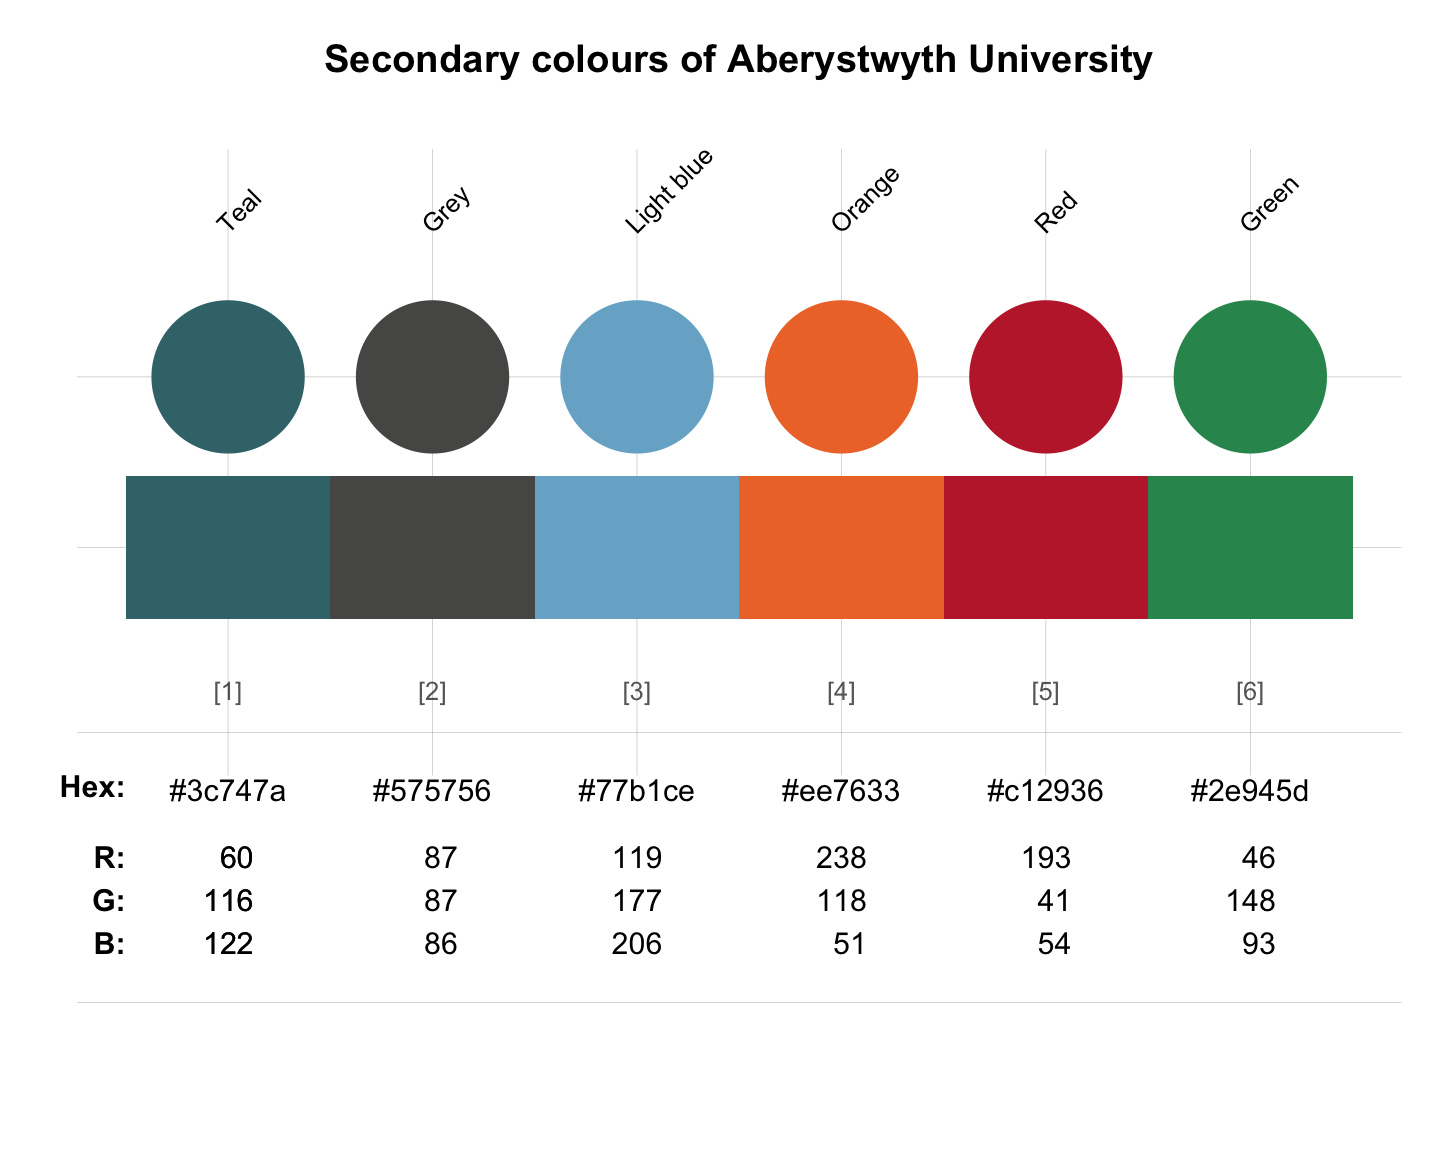 Secondary colours of Aberystwyth University
Teal Grey Light blue Orange Red Green
[1] [2] [3] [4] [5] [6]
Hex: #3c747a #575756 #77b1ce #ee7633 #c12936 #2e945d
R: 60 87 119 238 193 46
G: 116 87 177 118 41 148
B: 122 86 206 51 54 93